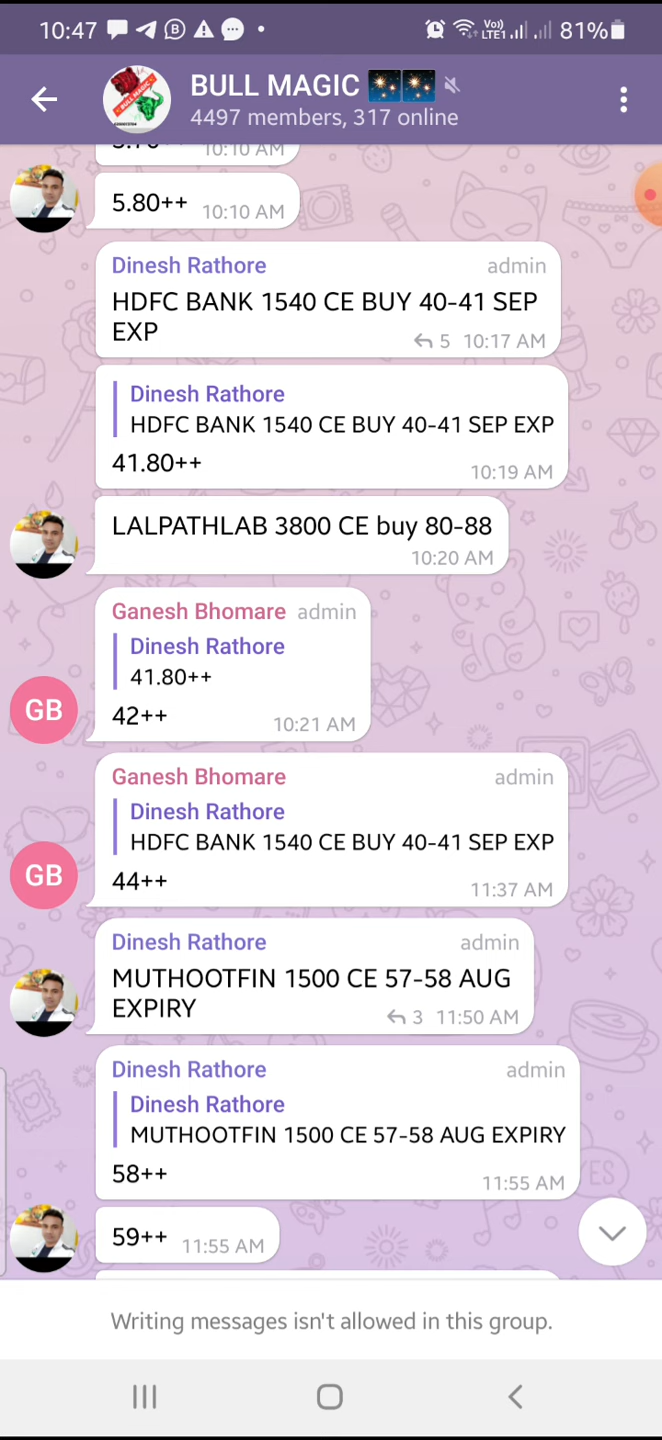 10:47
Vo)) LTE1
81%
BULL MAGIC
4497 members, 317 online
10:10 AM
5.80++ 10:10 AM
Dinesh Rathore admin
HDFC BANK 1540 CE BUY 40-41 SEP
EXP
5 10:17 AM
Dinesh Rathore
HDFC BANK 1540 CE BUY 40-41 SEP EXP
41.80++
10:19 AM
LALPATHLAB 3800 CE buy 80-88
10:20 AM
Ganesh Bhomare admin
Dinesh Rathore
41.80++
GB
42++ 10:21 AM
Ganesh Bhomare admin
Dinesh Rathore
HDFC BANK 1540 CE BUY 40-41 SEP EXP
GB
44++
11:37 AM
Dinesh Rathore admin
MUTHOOTFIN 1500 CE 57-58 AUG
EXPIRY
3 11:50 AM
Dinesh Rathore admin
Dinesh Rathore
MUTHOOTFIN 1500 CE 57-58 AUG EXPIRY
58++
11:55 AM
59++ 11:55 AM
Writing messages isn't allowed in this group.